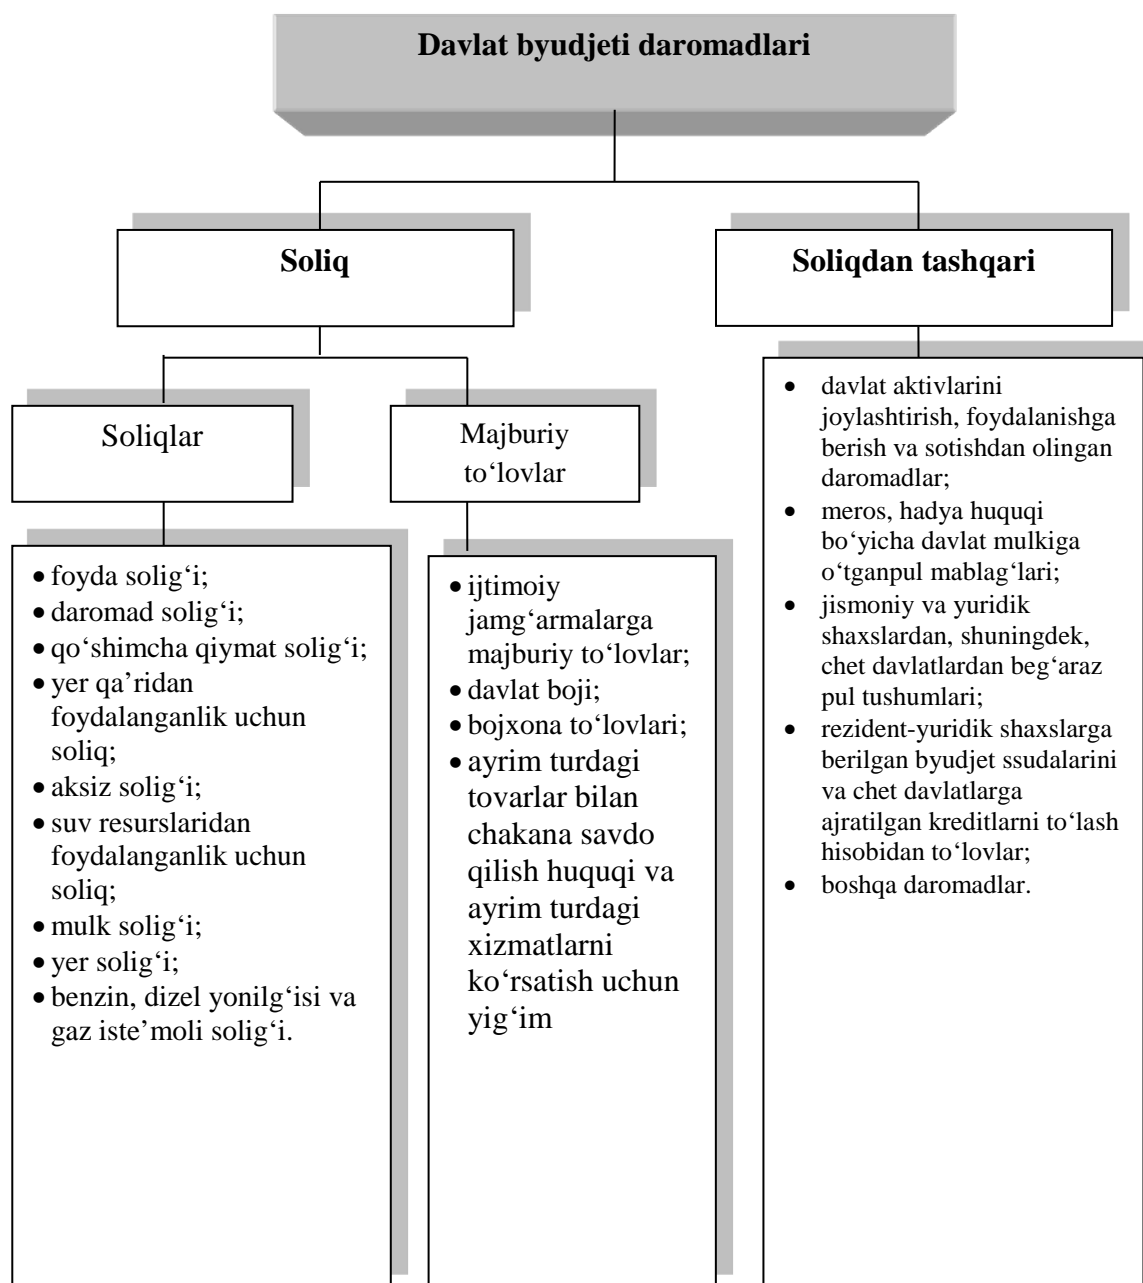 Davlat byudjeti daromadlari
Soliq
Soliqdan tashqari
Soliqlar
Majburiy
to‘lovlar
• foyda solig‘i;
• daromad solig‘i;
• qo‘shimcha qiymat solig‘i;
• yer qa’ridan
foydalanganlik uchun
soliq;
• aksiz solig‘i;
• suv resurslaridan
foydalanganlik uchun
soliq;
• mulk solig‘i;
• yer solig‘i;
• benzin, dizel yonilg‘isi va
gaz iste’moli solig‘i.
• ijtimoiy
jamg‘armalarga
majburiy to‘lovlar;
• davlat boji;
• bojxona to‘lovlari;
• ayrim turdagi
tovarlar bilan
chakana savdo
qilish huquqi va
ayrim turdagi
xizmatlarni
ko‘rsatish uchun
yig‘im
• davlat aktivlarini
joylashtirish, foydalanishga
berish va sotishdan olingan
daromadlar;
• meros, hadya huquqi
bo‘yicha davlat mulkiga
o‘tganpul mablag‘lari;
• jismoniy va yuridik
shaxslardan, shuningdek,
chet davlatlardan beg‘araz
pul tushumlari;
• rezident-yuridik shaxslarga
berilgan byudjet ssudalarini
va chet davlatlarga
ajratilgan kreditlarni to‘lash
hisobidan to‘lovlar;
• boshqa daromadlar.